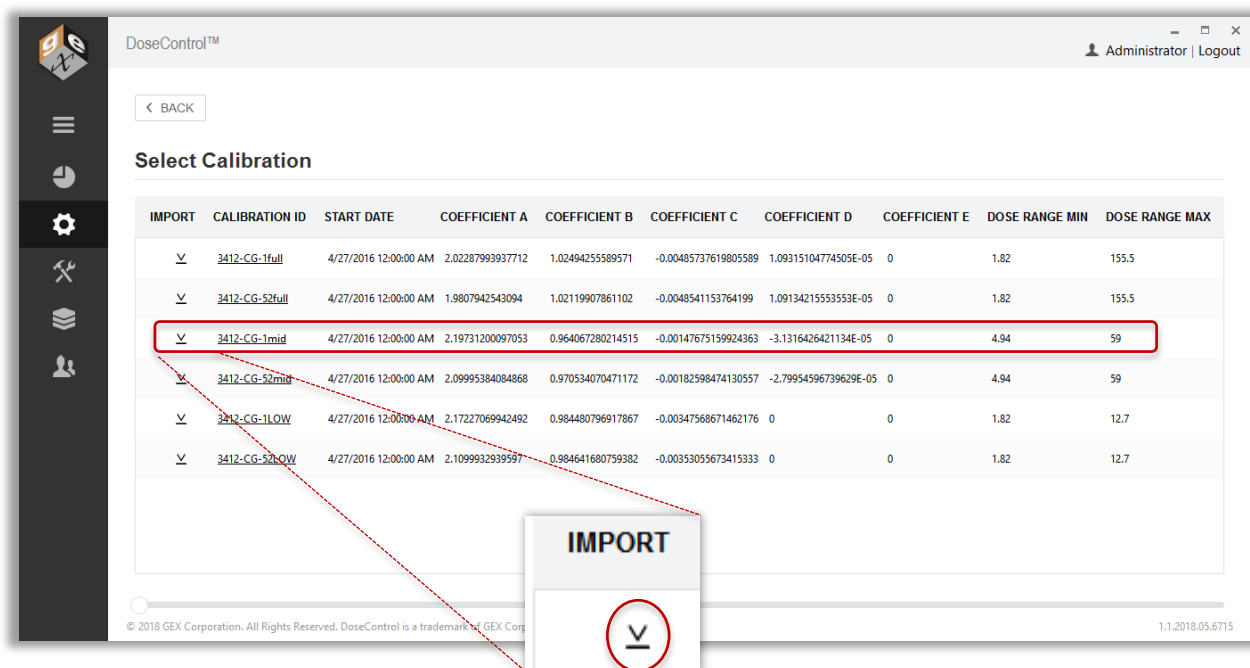 gex
DoseControl™
Administrator | Logout
BACK
Select Calibration
IMPORT CALIBRATION ID START DATE COEFFICIENT A COEFFICIENT B COEFFICIENT C COEFFICIENT D COEFFICIENT E DOSE RANGE MIN DOSE RANGE MAX
3412-CG-1full 4/27/2016 12:00:00 AM 2.02287993937712 1.02494255589571 -0.00485737619805589 1.09315104774505E-05 0 1.82 155.5
3412-CG-52full 4/27/2016 12:00:00 AM 1.9807942543094 1.02119907861102 -0.0048541153764199 1.09134215553553E-05 0 1.82 155.5
3412-CG-1mid 4/27/2016 12:00:00 AM 2.19731200097053 0.964067280214515 -0.00147675159924363 -3.1316426421134E-05 0 4.94 59
3412-CG-52mid 4/27/2016 12:00:00 AM 2.09995384084868 0.970534070471172 -0.00182598474130557 -2.79954596739629E-05 0 4.94 59
3412-CG-1LOW 4/27/2016 12:00:00 AM 2.17227069942492 0.984480796917867 -0.00347568671462176 0 0 1.82 12.7
3412-CG-52LOW 4/27/2016 12:00:00 AM 2.1099932939597 0.984641680759382 -0.00353055673415333 0 0 1.82 12.7
IMPORT
© 2018 GEX Corporation. All Rights Reserved. DoseControl is a trademark of GEX Corp
1.1.2018.05.6715